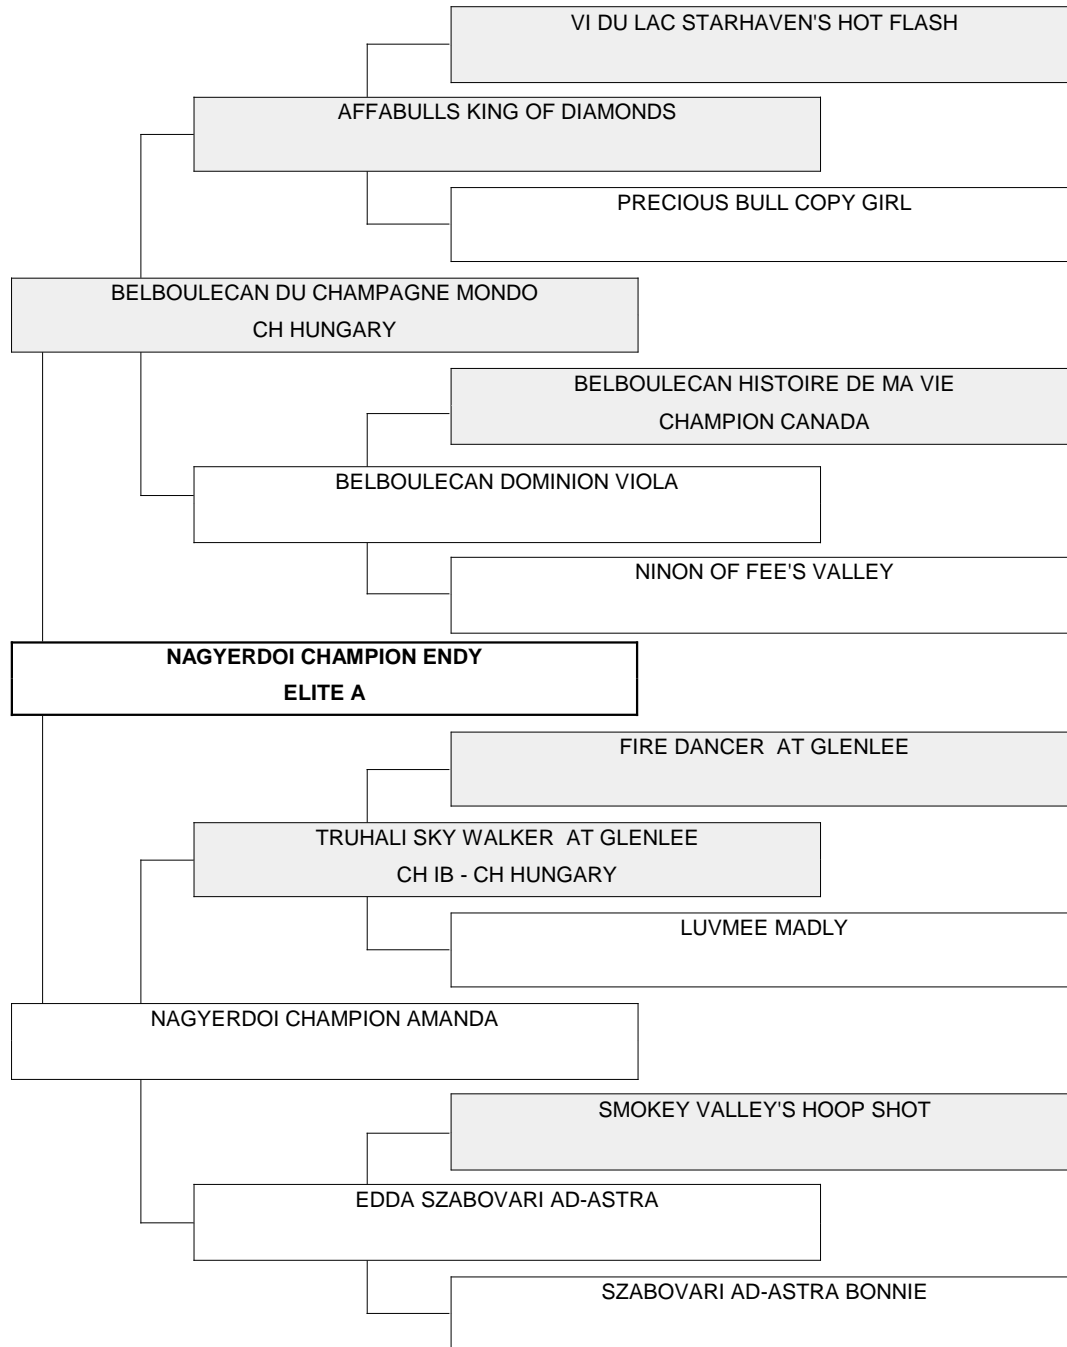 VI DU LAC STARHAVEN'S HOT FLASH
AFFABULLS KING OF DIAMONDS
PRECIOUS BULL COPY GIRL
BELBOULECAN DU CHAMPAGNE MONDO
CH HUNGARY
BELBOULECAN HISTOIRE DE MA VIE
CHAMPION CANADA
BELBOULECAN DOMINION VIOLA
NINON OF FEE'S VALLEY
NAGYERDOI CHAMPION ENDY
ELITE A
FIRE DANCER  AT GLENLEE
TRUHALI SKY WALKER  AT GLENLEE
CH IB - CH HUNGARY
LUVMEE MADLY
NAGYERDOI CHAMPION AMANDA
SMOKEY VALLEY'S HOOP SHOT
EDDA SZABOVARI AD-ASTRA
SZABOVARI AD-ASTRA BONNIE